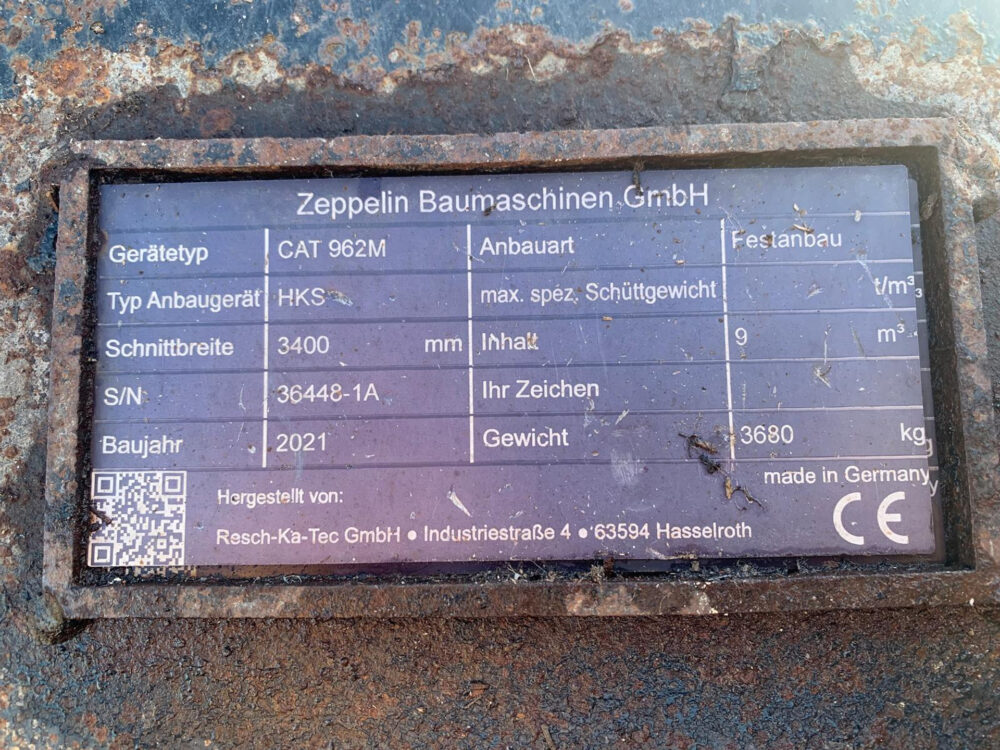 Zeppelin Baumaschinen GmbH
Gerätetyp CAT 962M Anbauart Festanbau
Typ Anbaugerät HKS max. spez. Schüttgewicht t/m³
Schnittbreite 3400 mm Inhalt 9 m³
S/N 36448-1A Ihr Zeichen
Baujahr 2021 Gewicht 3680 kg
made in Germany
Hergestellt von:
Resch-Ka-Tec GmbH ● Industriestraße 4 ● 63594 Hasselroth
CE